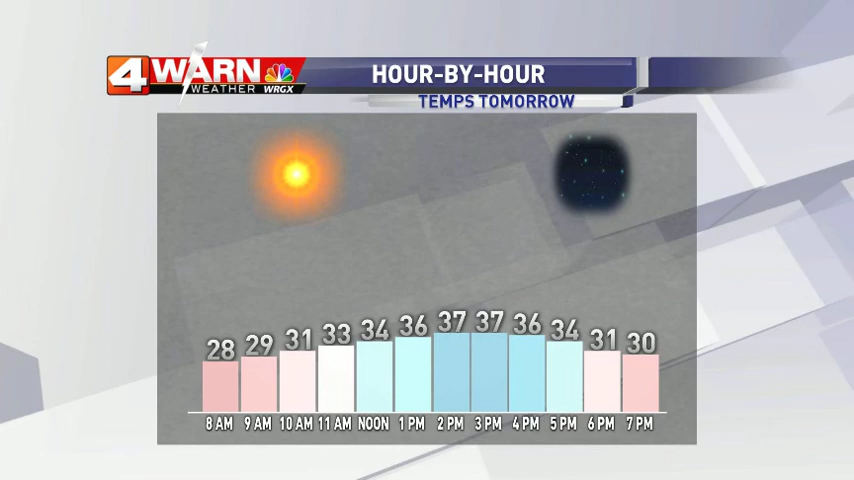 4 WARN
WEATHER WRGX
HOUR-BY-HOUR
TEMPS TOMORROW
28 29 31 33 34 36 37 37 36 34 31 30
8 AM 9 AM 10 AM 11 AM NOON 1 PM 2 PM 3 PM 4 PM 5 PM 6 PM 7 PM